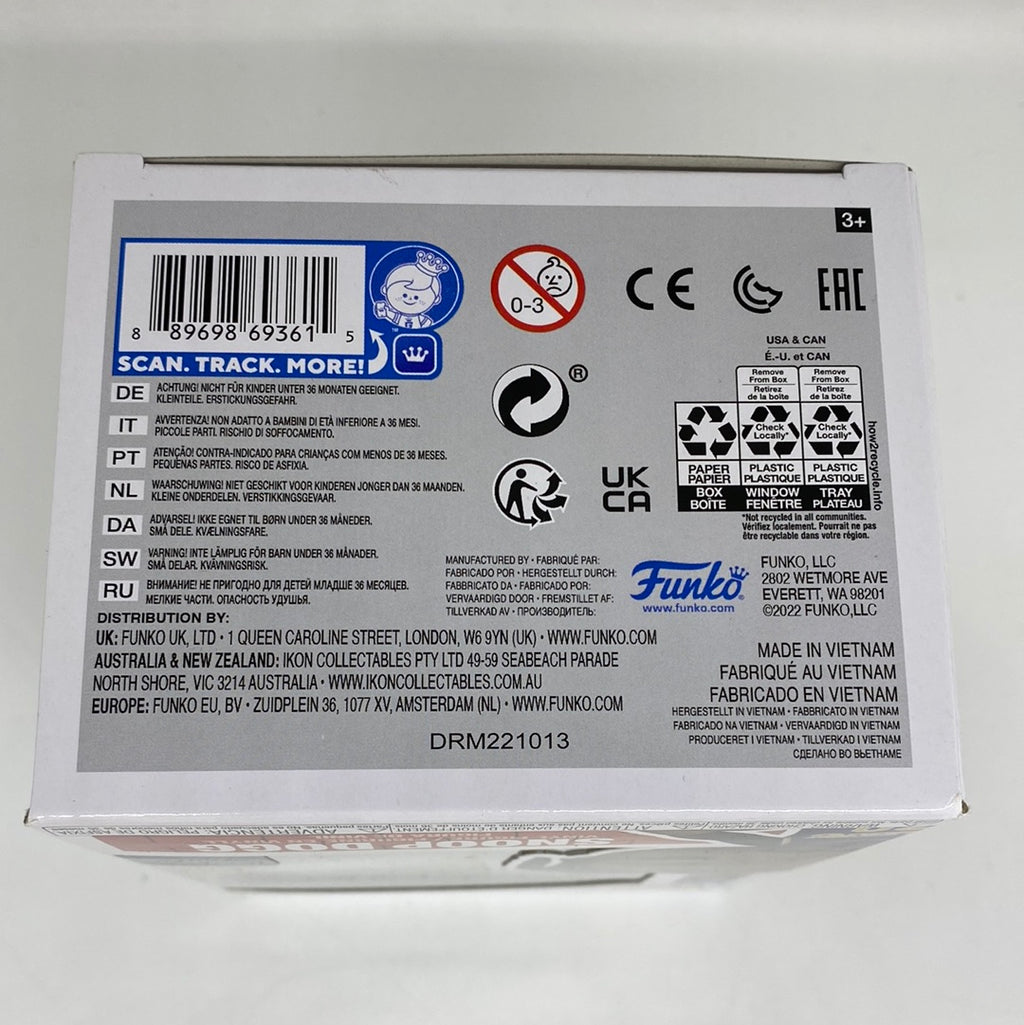 3+
8 89698 69361 5
SCAN. TRACK. MORE!
0-3
CE
EAC
®
UK
CA
USA & CAN
É.-U. et CAN
Remove
From Box
Retirez
de la boîte
Remove
From Box
Retirez
de la boîte
Check
Locally*
Check
Locally*
PAPER
PAPIER
PLASTIC
PLASTIQUE
PLASTIC
PLASTIQUE
BOX
BOÎTE
WINDOW
FENÊTRE
TRAY
PLATEAU
how2recycle.info
*Not recycled in all communities.
Vérifiez localement. Pourrait ne pas
être recyclable dans votre région.
DE ACHTUNG! NICHT FÜR KINDER UNTER 36 MONATEN GEEIGNET.
KLEINTEILE. ERSTICKUNGSGEFAHR.
IT AVVERTENZA! NON ADATTO A BAMBINI DI ETÀ INFERIORE A 36 MESI.
PICCOLE PARTI. RISCHIO DI SOFFOCAMENTO.
PT ATENÇÃO! CONTRA-INDICADO PARA CRIANÇAS COM MENOS DE 36 MESES.
PEQUENAS PARTES. RISCO DE ASFIXIA.
NL WAARSCHUWING! NIET GESCHIKT VOOR KINDEREN JONGER DAN 36 MAANDEN.
KLEINE ONDERDELEN. VERSTIKKINGSGEVAAR.
DA ADVARSEL! IKKE EGNET TIL BØRN UNDER 36 MÅNEDER.
SMÅ DELE. KVÆLNINGSFARE.
SW VARNING! INTE LÄMPLIG FÖR BARN UNDER 36 MÅNADER.
SMÅ DELAR. KVÄVNINGSRISK.
RU ВНИМАНИЕ! НЕ ПРИГОДНО ДЛЯ ДЕТЕЙ МЛАДШЕ 36 МЕСЯЦЕВ.
МЕЛКИЕ ЧАСТИ. ОПАСНОСТЬ УДУШЬЯ.
MANUFACTURED BY • FABRIQUÉ PAR:
FABRICADO POR • HERGESTELLT DURCH:
FABBRICATO DA • FABRICADO POR:
VERVAARDIGD DOOR • FREMSTILLET AF:
TILLVERKAD AV • ПРОИЗВОДИТЕЛЬ:
Funko
www.funko.com
FUNKO, LLC
2802 WETMORE AVE
EVERETT, WA 98201
©2022 FUNKO,LLC
DISTRIBUTION BY:
UK: FUNKO UK, LTD • 1 QUEEN CAROLINE STREET, LONDON, W6 9YN (UK) • WWW.FUNKO.COM
AUSTRALIA & NEW ZEALAND: IKON COLLECTABLES PTY LTD 49-59 SEABEACH PARADE
NORTH SHORE, VIC 3214 AUSTRALIA • WWW.IKONCOLLECTABLES.COM.AU
EUROPE: FUNKO EU, BV • ZUIDPLEIN 36, 1077 XV, AMSTERDAM (NL) • WWW.FUNKO.COM
DRM221013
MADE IN VIETNAM
FABRIQUÉ AU VIETNAM
FABRICADO EN VIETNAM
HERGESTELLT IN VIETNAM • FABBRICATO IN VIETNAM
FABRICADO NA VIETNAM • VERVAARDIGD IN VIETNAM
PRODUCERET I VIETNAM • TILLVERKAD I VIETNAM
СДЕЛАНО ВО ВЬЕТНАМЕ
SNOOP DOGG